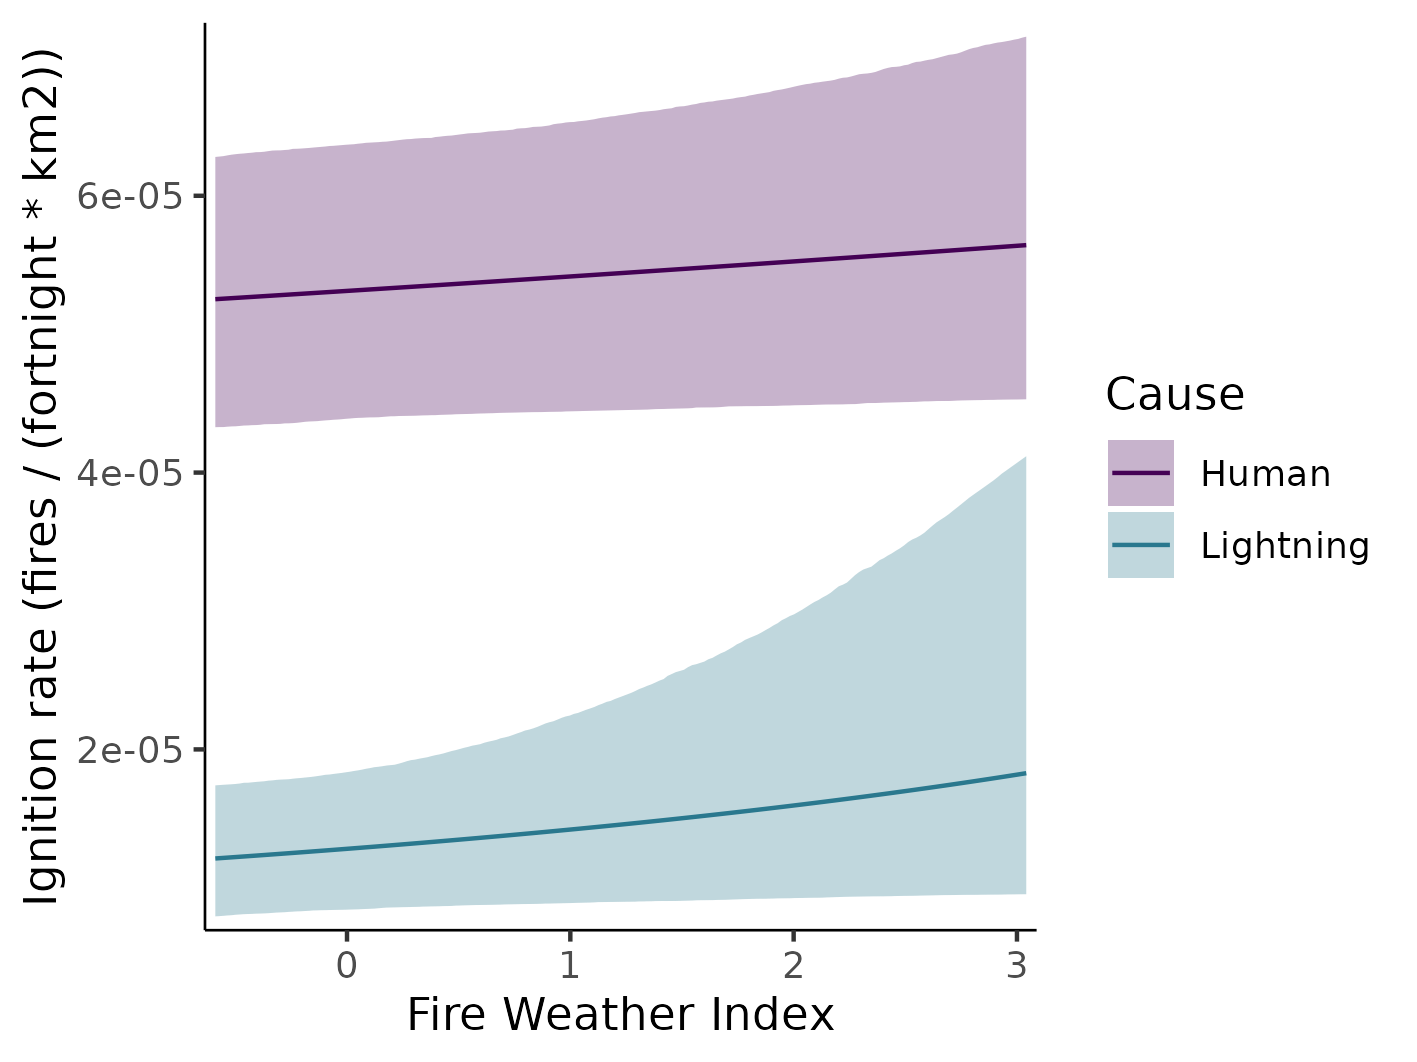 Ignition rate (fires / (fortnight * km2))
6e-05
4e-05
2e-05
0
1
2
3
Fire Weather Index
Cause
Human
Lightning